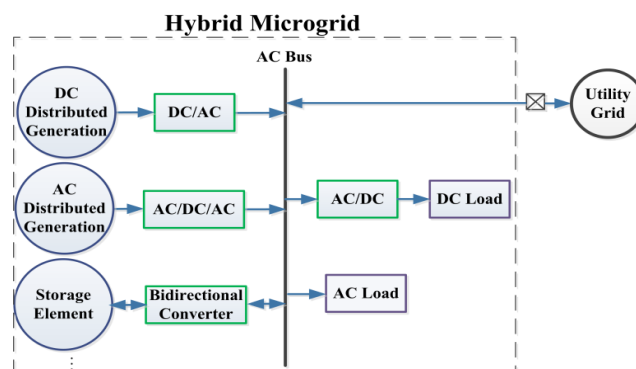 Hybrid Microgrid
AC Bus
DC
Distributed
Generation
DC/AC
Utility
Grid
AC
Distributed
Generation
AC/DC/AC
AC/DC
DC Load
Storage
Element
Bidirectional
Converter
AC Load
⋮